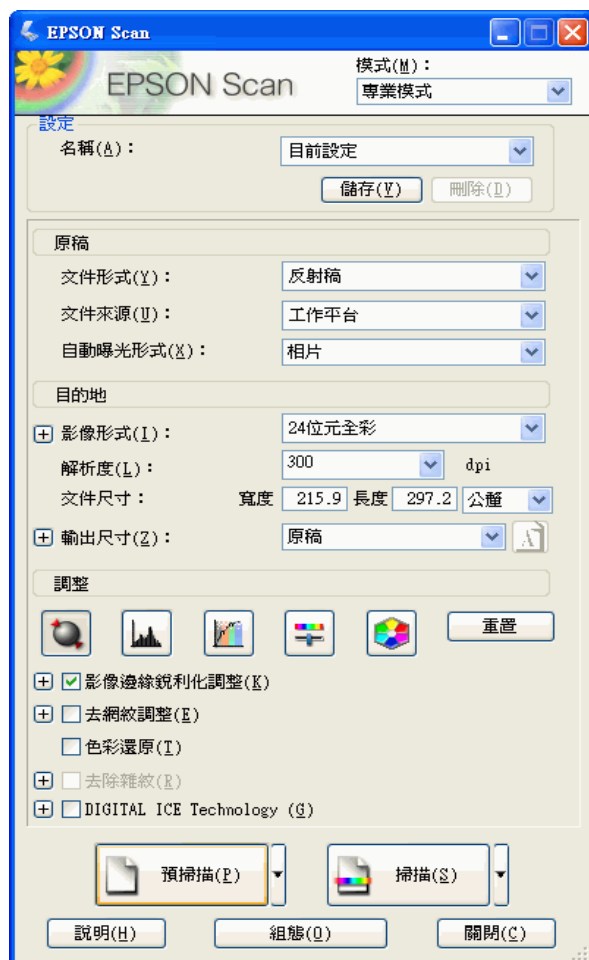 EPSON Scan
模式(M)：
EPSON Scan
專業模式
設定
名稱(A)： 目前設定
儲存(V) 刪除(D)
原稿
文件形式(Y)： 反射稿
文件來源(U)： 工作平台
自動曝光形式(X)： 相片
目的地
影像形式(I)： 24位元全彩
解析度(L)： 300 dpi
文件尺寸： 寬度 215.9 長度 297.2 公釐
輸出尺寸(Z)： 原稿 A
調整
重置
影像邊緣銳利化調整(K)
去網紋調整(E)
色彩還原(T)
去除雜紋(R)
DIGITAL ICE Technology (G)
預掃描(P) 掃描(S)
說明(H) 組態(O) 關閉(C)